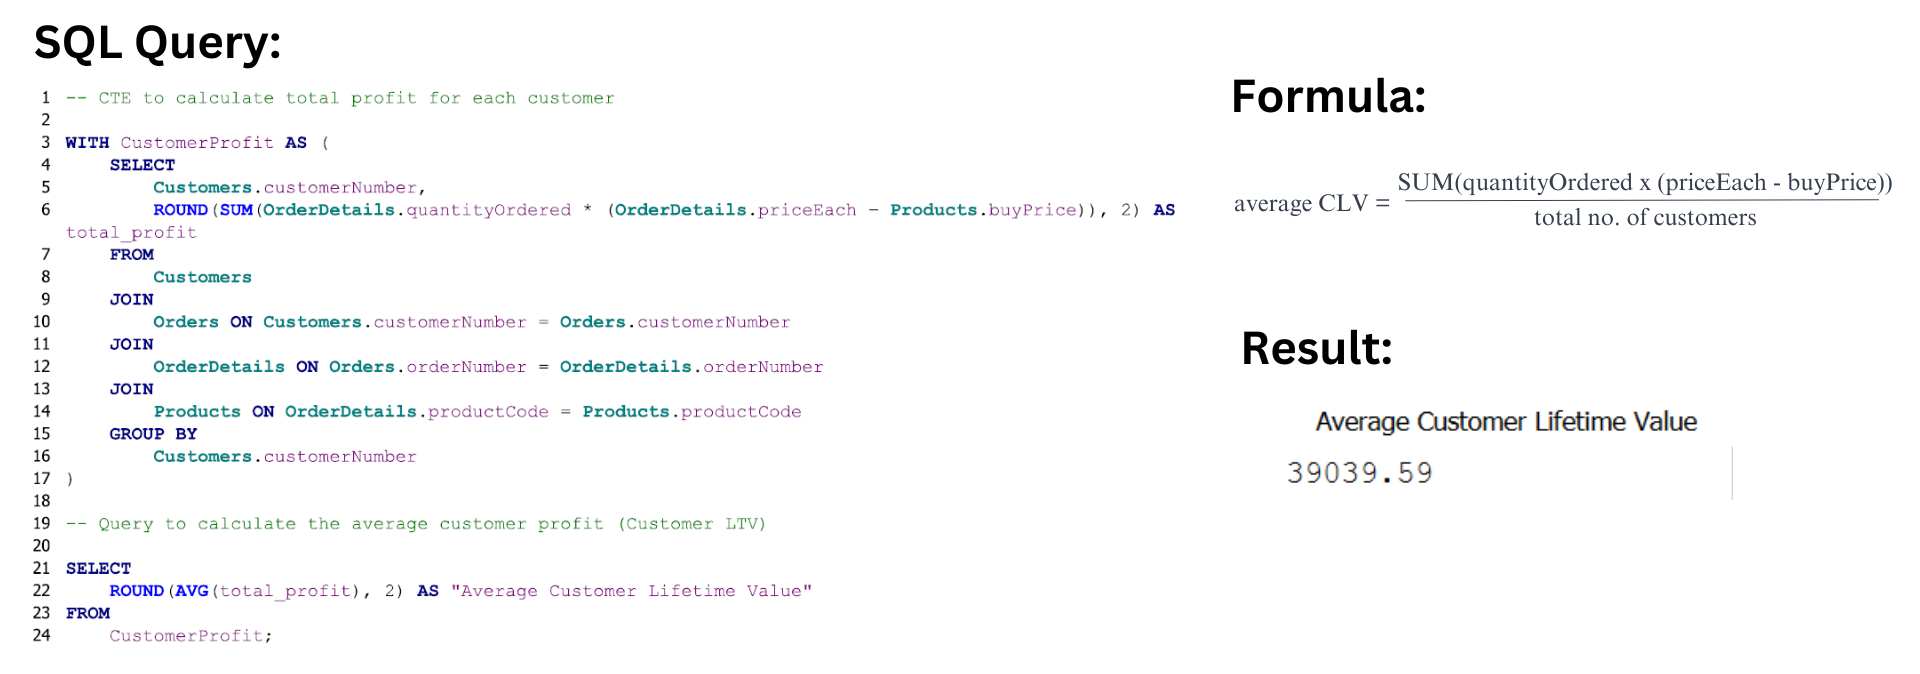 SQL Query:
1 -- CTE to calculate total profit for each customer
2
3 WITH CustomerProfit AS (
4     SELECT
5         Customers.customerNumber,
6         ROUND(SUM(OrderDetails.quantityOrdered * (OrderDetails.priceEach - Products.buyPrice)), 2) AS
total_profit
7     FROM
8         Customers
9     JOIN
10         Orders ON Customers.customerNumber = Orders.customerNumber
11     JOIN
12         OrderDetails ON Orders.orderNumber = OrderDetails.orderNumber
13     JOIN
14         Products ON OrderDetails.productCode = Products.productCode
15     GROUP BY
16         Customers.customerNumber
17 )
18
19 -- Query to calculate the average customer profit (Customer LTV)
20
21 SELECT
22     ROUND(AVG(total_profit), 2) AS "Average Customer Lifetime Value"
23 FROM
24     CustomerProfit;
Formula:
SUM(quantityOrdered x (priceEach - buyPrice))
average CLV =
total no. of customers
Result:
Average Customer Lifetime Value
39039.59